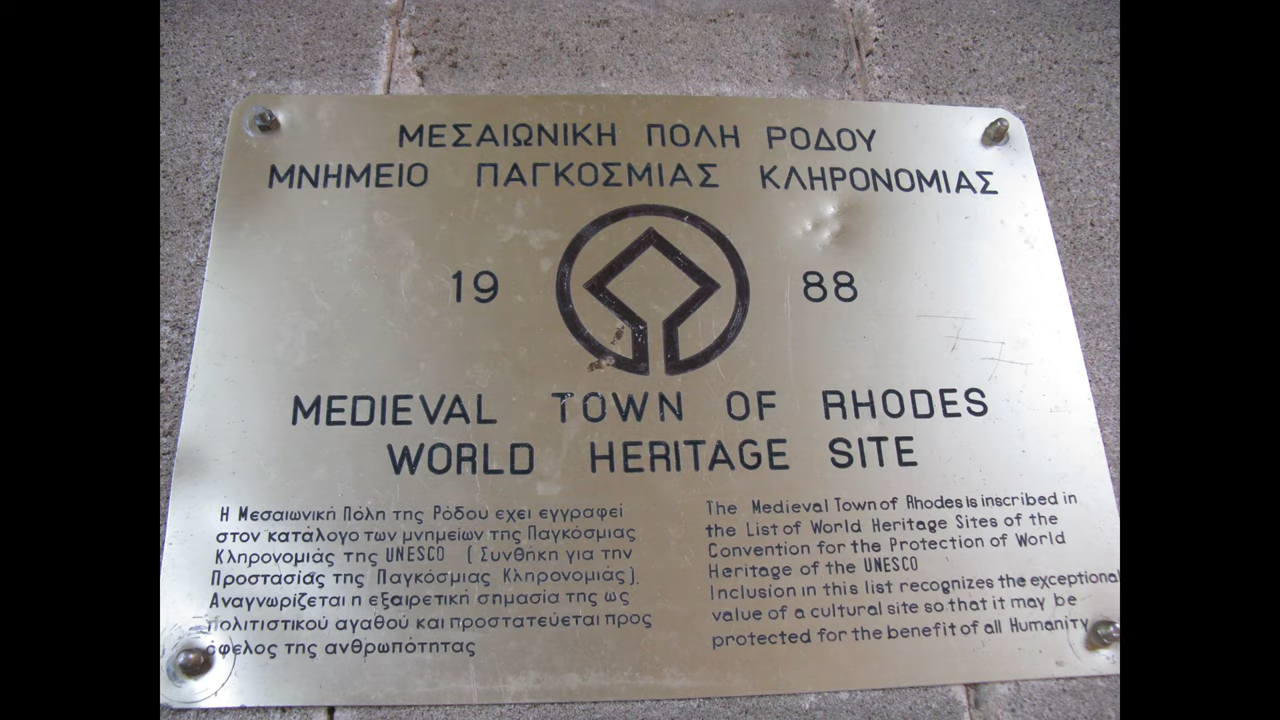 ΜΕΣΑΙΩΝΙΚΗ ΠΟΛΗ ΡΟΔΟΥ
ΜΝΗΜΕΙΟ ΠΑΓΚΟΣΜΙΑΣ ΚΛΗΡΟΝΟΜΙΑΣ
19 88
MEDIEVAL TOWN OF RHODES
WORLD HERITAGE SITE
Η Μεσαιωνική Πόλη της Ρόδου εχει εγγραφεί
στον κατάλογο των μνημείων της Παγκόσμιας
Κληρονομιάς της UNESCO (Συνθήκη για την
Προστασίας της Παγκόσμιας Κληρονομιάς).
Αναγνωρίζεται η εξαιρετική σημασία της ως
πολιτιστικού αγαθού και προστατεύεται προς
όφελος της ανθρωπότητας
The Medieval Town of Rhodes is inscribed in
the List of World Heritage Sites of the
Convention for the Protection of World
Heritage of the UNESCO
Inclusion in this list recognizes the exceptional
value of a cultural site so that it may be
protected for the benefit of all Humanity